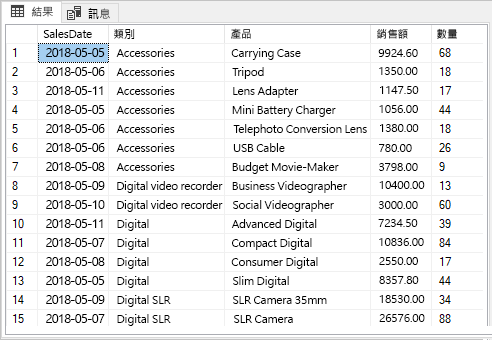 結果 訊息
SalesDate 類別 產品 銷售額 數量
1 2018-05-05 Accessories Carrying Case 9924.60 68
2 2018-05-06 Accessories Tripod 1350.00 18
3 2018-05-11 Accessories Lens Adapter 1147.50 17
4 2018-05-05 Accessories Mini Battery Charger 1056.00 44
5 2018-05-06 Accessories Telephoto Conversion Lens 1380.00 18
6 2018-05-06 Accessories USB Cable 780.00 26
7 2018-05-08 Accessories Budget Movie-Maker 3798.00 9
8 2018-05-09 Digital video recorder Business Videographer 10400.00 13
9 2018-05-10 Digital video recorder Social Videographer 3000.00 60
10 2018-05-11 Digital Advanced Digital 7234.50 39
11 2018-05-07 Digital Compact Digital 10836.00 84
12 2018-05-08 Digital Consumer Digital 2550.00 17
13 2018-05-05 Digital Slim Digital 8357.80 44
14 2018-05-09 Digital SLR SLR Camera 35mm 18530.00 34
15 2018-05-07 Digital SLR SLR Camera 26576.00 88